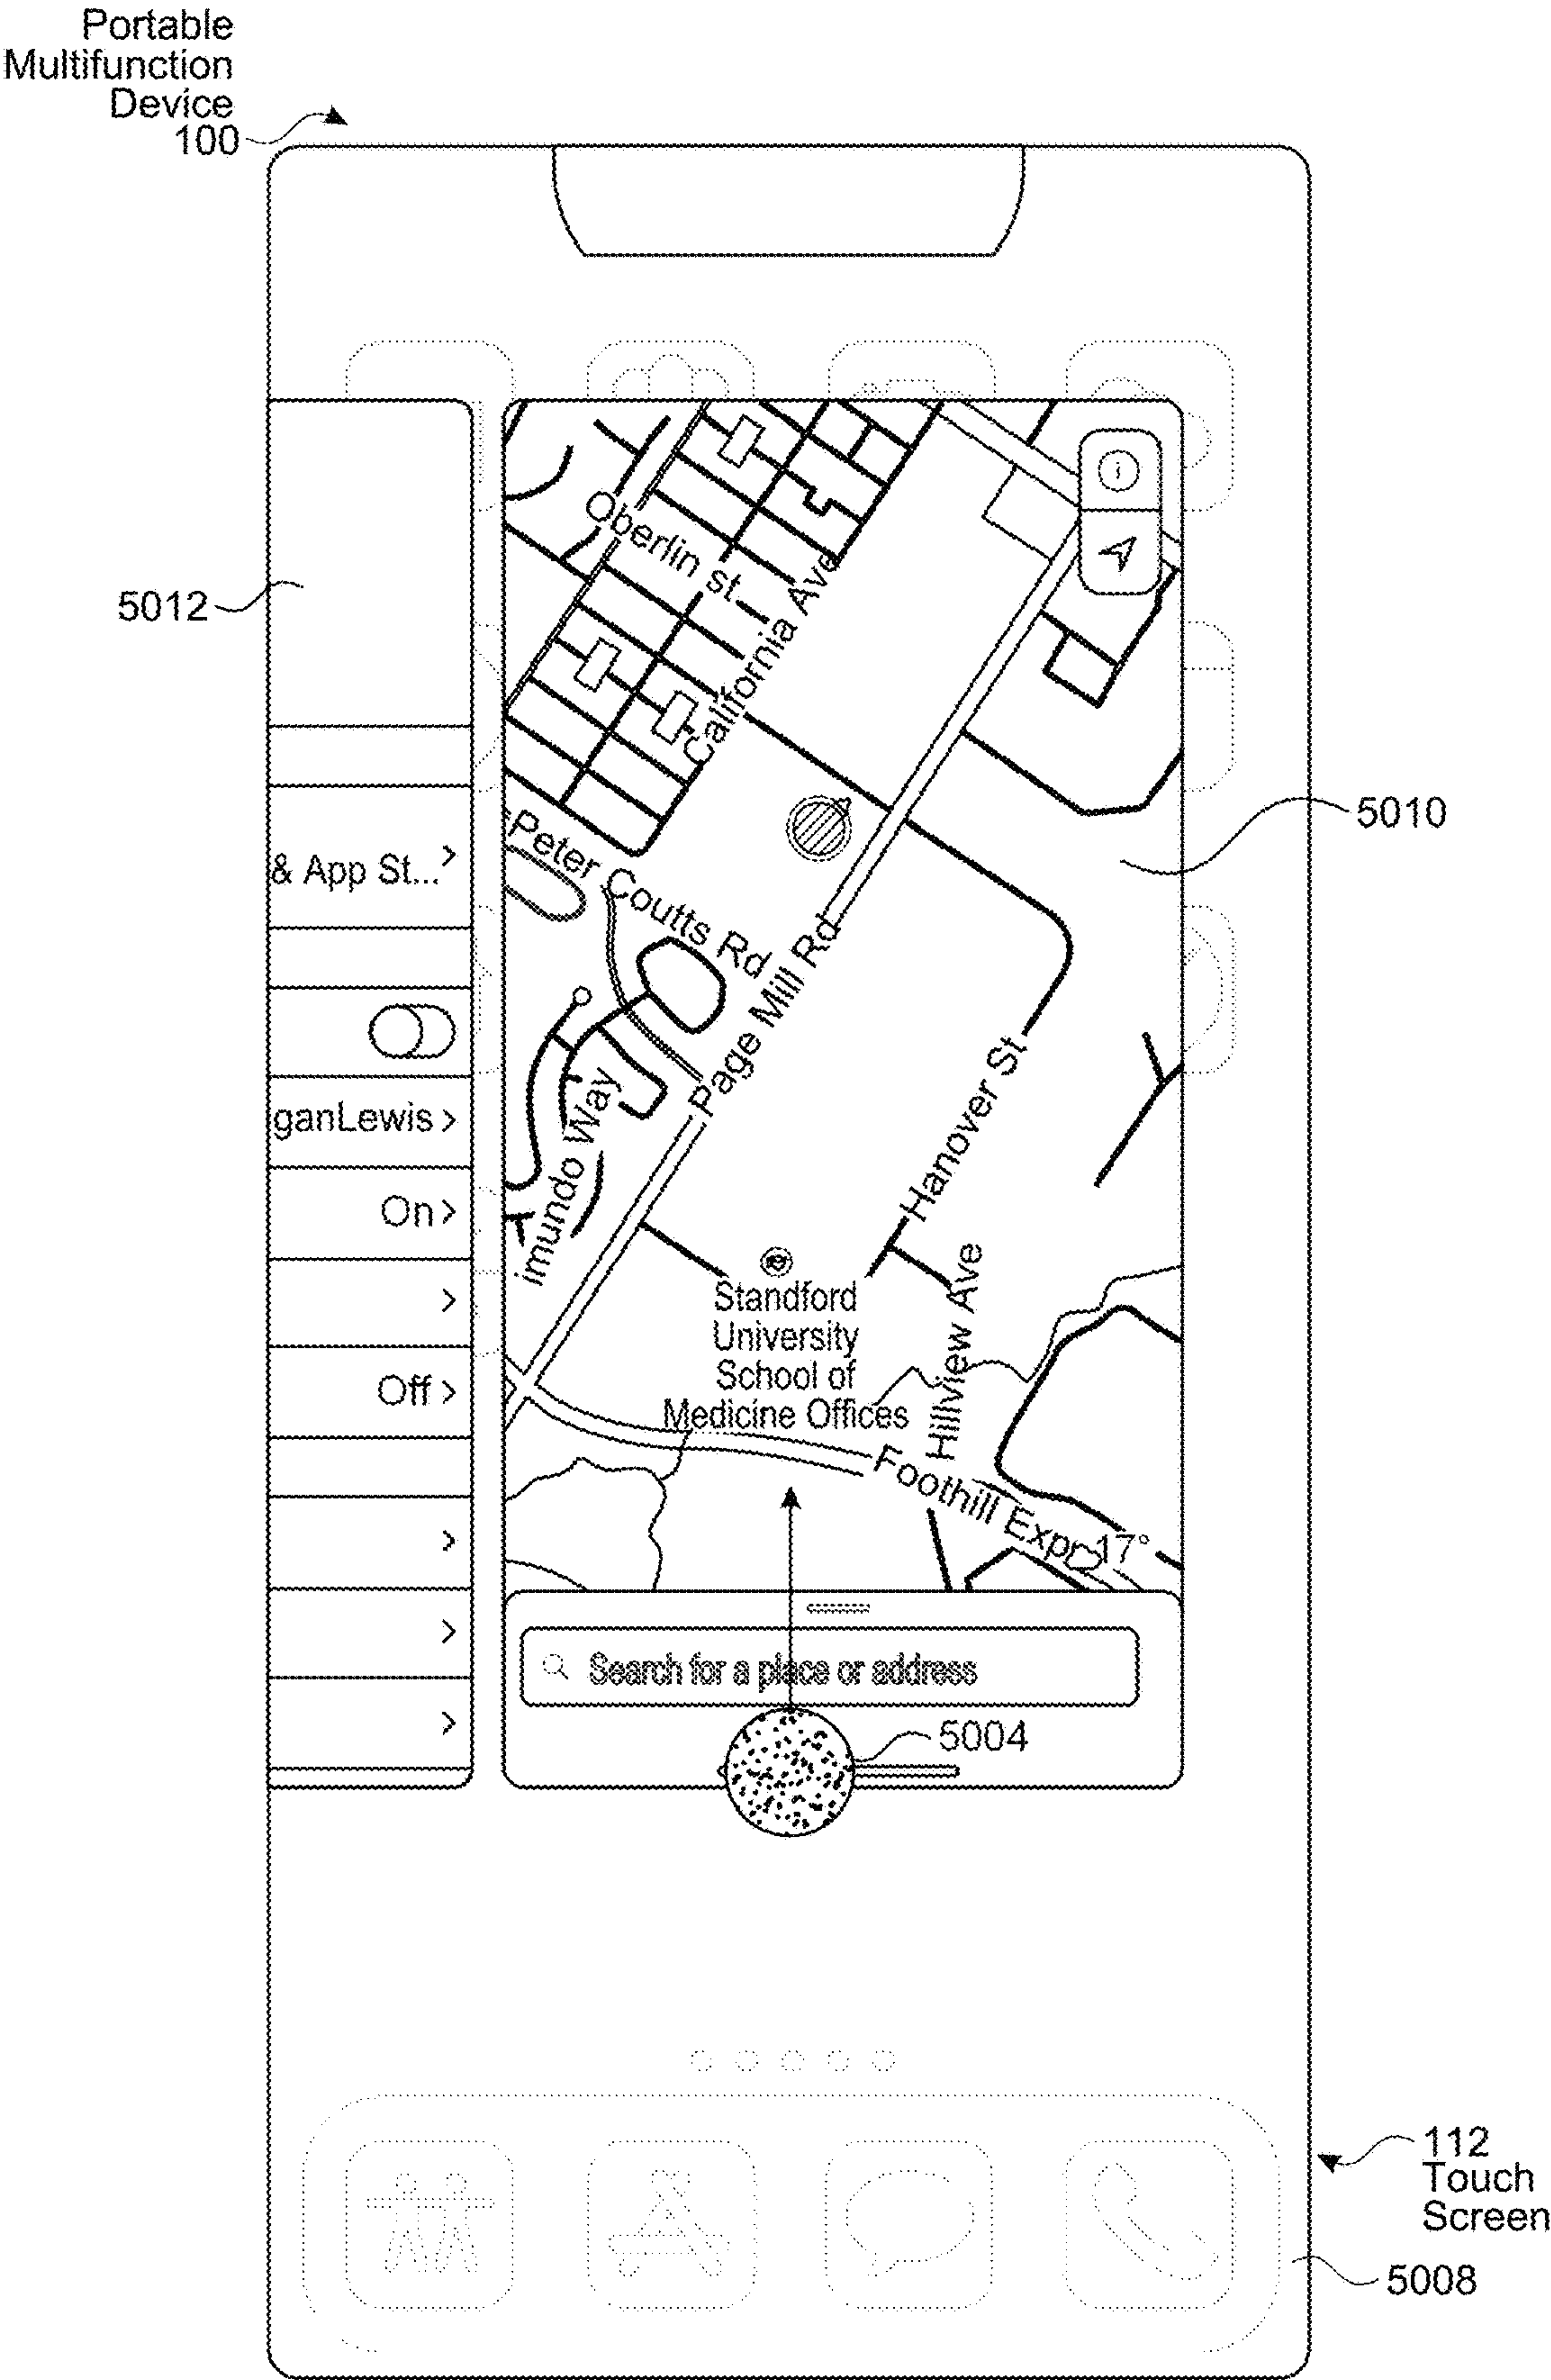 Portable
Multifunction
Device
100
5012
Oberlin st
California Ave
Peter Coutts Rd
5010
& App St...
Page Mill Rd
ganLewis
imundo Way
Hanover St
On
Standford
University
School of
Medicine Offices
Off
Hillview Ave
Foothill Expr
17°
Search for a place or address
5004
112
Touch
Screen
5008